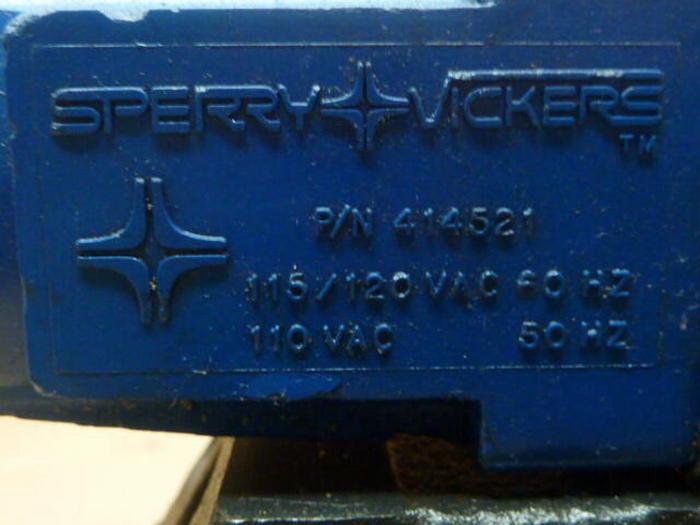 SPERRY VICKERS
TM
P/N 414521
115/120 VAC 60 HZ
110 VAC 50 HZ